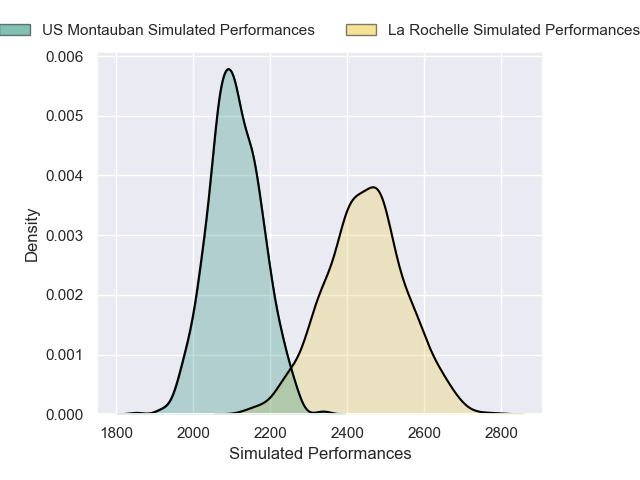 US Montauban Simulated Performances La Rochelle Simulated Performances
0.006
0.005
0.004
0.003
0.002
0.001
0.000
Density
1800 2000 2200 2400 2600 2800
Simulated Performances